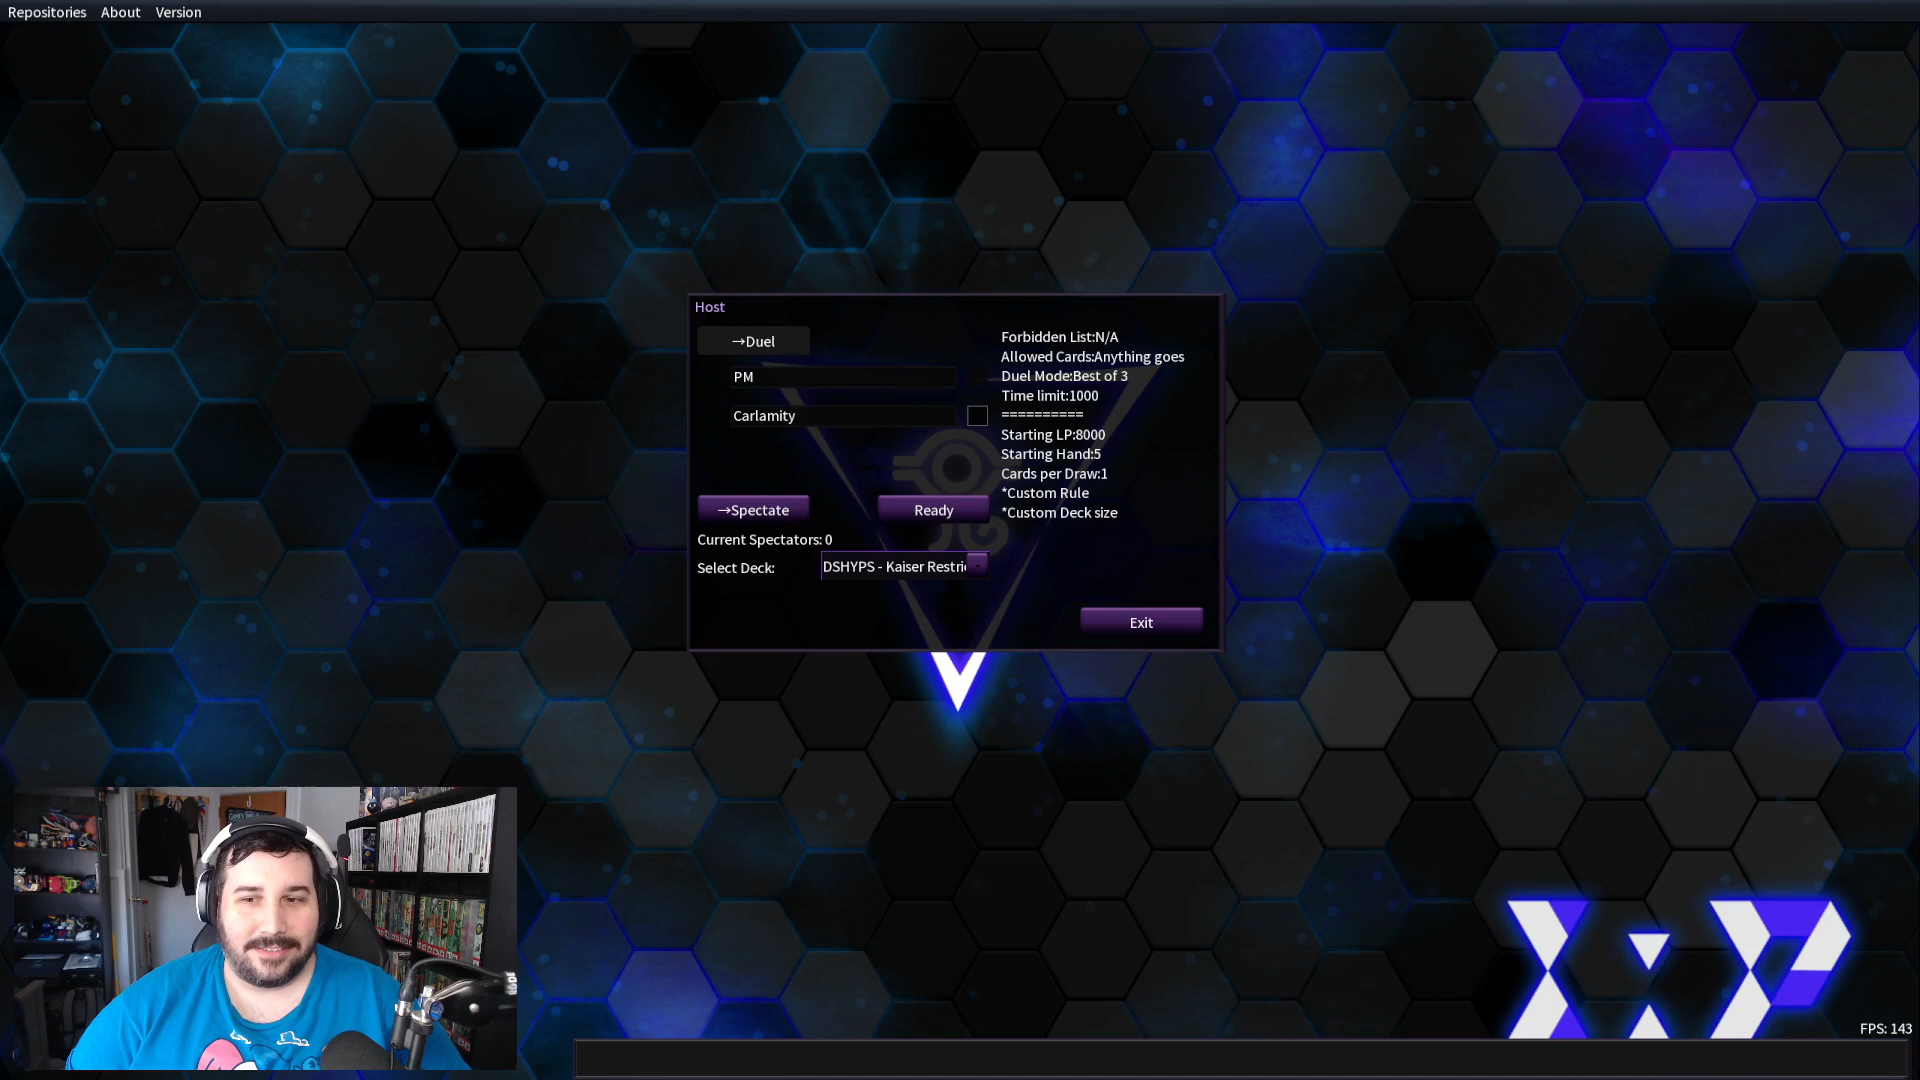 Repositories About Version
Host
→Duel
PM
Carlamity
→Spectate
Ready
Current Spectators: 0
Select Deck:
DSHYPS - Kaiser Restri
Forbidden List:N/A
Allowed Cards:Anything goes
Duel Mode:Best of 3
Time limit:1000
==========
Starting LP:8000
Starting Hand:5
Cards per Draw:1
*Custom Rule
*Custom Deck size
Exit
FPS: 143